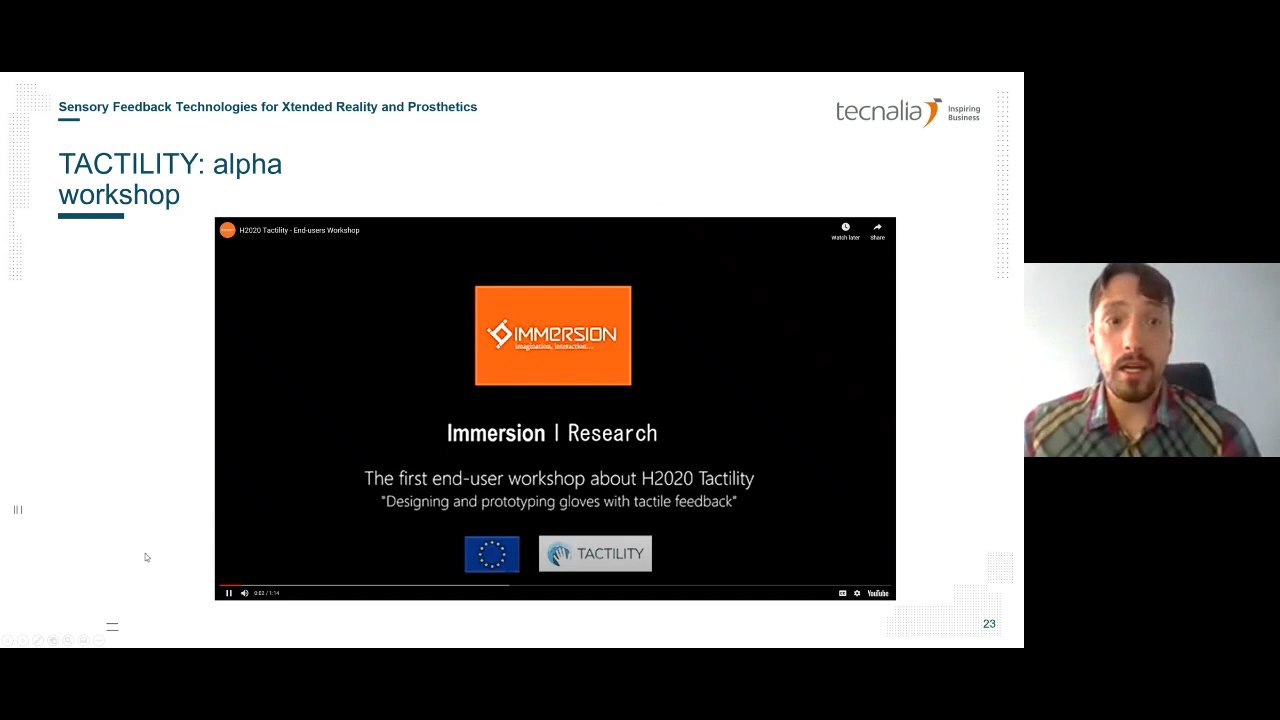 Sensory Feedback Technologies for Xtended Reality and Prosthetics
tecnalia
Inspiring
Business
TACTILITY: alpha
workshop
H2020 Tactility - End-users Workshop
Watch later
Share
IMMERSION
imagination, interaction...
Immersion | Research
The first end-user workshop about H2020 Tactility
"Designing and prototyping gloves with tactile feedback"
TACTILITY
0:02 / 1:14
YouTube
23